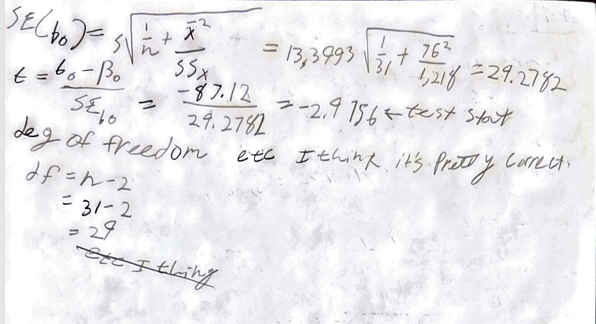 SE(b₀) = s√(1/n + x̄²/SSₓ) = 13,3993 √(1/31 + 76²/1,218) = 29.2782
t = (b₀ - β₀)/SE_b₀ = -87.12/29.2782 = -2.9756 ← test stat
deg of freedom etc I think it's Pretty Correct.
df = n - 2
= 31 - 2
= 29
etc I thing